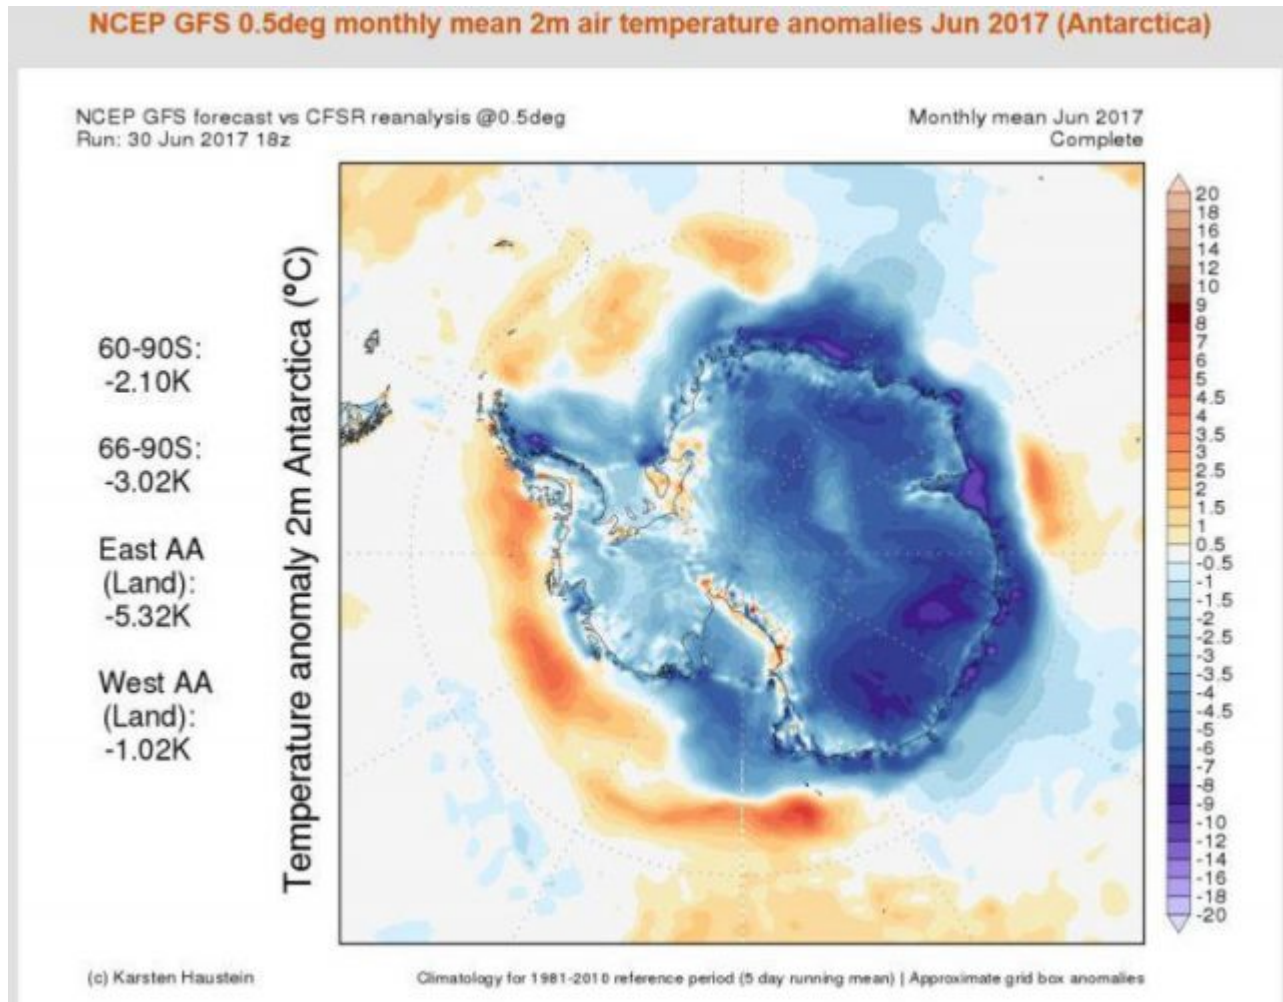 NCEP GFS 0.5deg monthly mean 2m air temperature anomalies Jun 2017 (Antarctica)
NCEP GFS forecast vs CFSR reanalysis @0.5deg
Run: 30 Jun 2017 18z
Monthly mean Jun 2017
Complete
60-90S:
-2.10K
66-90S:
-3.02K
East AA
(Land):
-5.32K
West AA
(Land):
-1.02K
Temperature anomaly 2m Antarctica (°C)
20
18
16
14
12
10
9
8
7
6
5
4.5
4
3.5
3
2.5
2
1.5
1
0.5
-0.5
-1
-1.5
-2
-2.5
-3
-3.5
-4
-4.5
-5
-6
-7
-8
-9
-10
-12
-14
-16
-18
-20
(c) Karsten Haustein
Climatology for 1981-2010 reference period (5 day running mean) | Approximate grid box anomalies